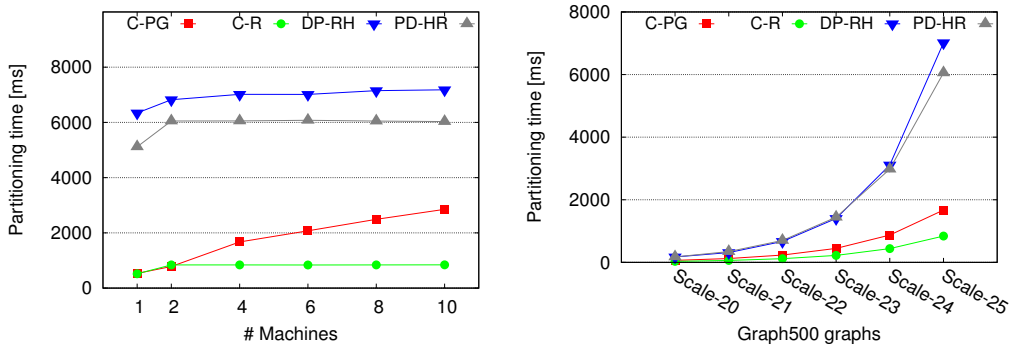 C-PG C-R DP-RH PD-HR
Partitioning time [ms]
8000
6000
4000
2000
0
1 2 4 6 8 10
# Machines
C-PG C-R DP-RH PD-HR
Partitioning time [ms]
8000
6000
4000
2000
0
Scale-20 Scale-21 Scale-22 Scale-23 Scale-24 Scale-25
Graph500 graphs